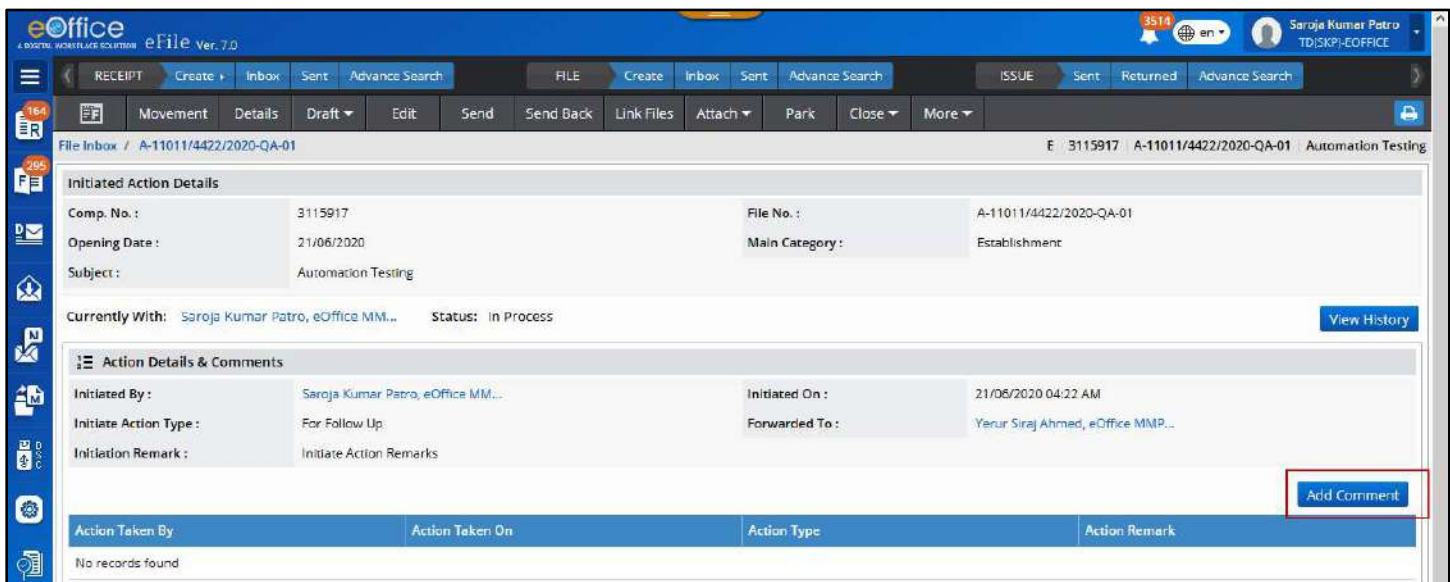 eOffice
A DIGITAL WORKPLACE SOLUTION eFile Ver. 7.0
3514 en
Saroja Kumar Patro
TD(SKP)-EOFFICE
RECEIPT Create Inbox Sent Advance Search FILE Create Inbox Sent Advance Search ISSUE Sent Returned Advance Search
164 R
Movement Details Draft Edit Send Send Back Link Files Attach Park Close More
File Inbox / A-11011/4422/2020-QA-01 E 3115917 A-11011/4422/2020-QA-01 Automation Testing
295 F
Initiated Action Details
Comp. No. : 3115917 File No. : A-11011/4422/2020-QA-01
D
Opening Date : 21/06/2020 Main Category : Establishment
Subject : Automation Testing
Currently With: Saroja Kumar Patro, eOffice MM... Status: In Process View History
N
Action Details & Comments
Initiated By : Saroja Kumar Patro, eOffice MM... Initiated On : 21/06/2020 04:22 AM
M
Initiate Action Type : For Follow Up Forwarded To : Yerur Siraj Ahmed, eOffice MMP...
DSC
Initiation Remark : Initiate Action Remarks
Add Comment
Action Taken By Action Taken On Action Type Action Remark
No records found